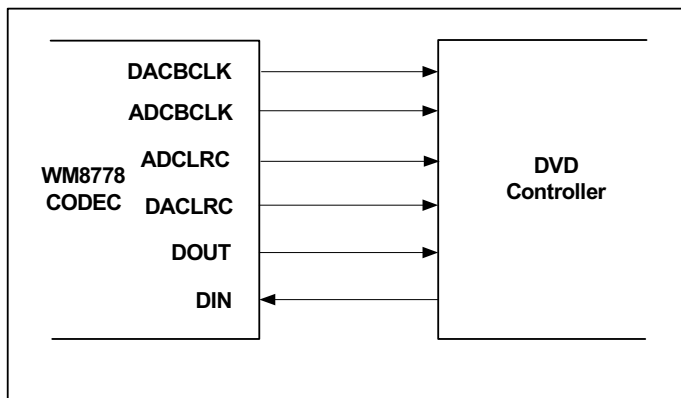 DACBCLK
ADCBCLK
ADCLRC
WM8778
CODEC
DACLRC
DOUT
DIN
DVD
Controller